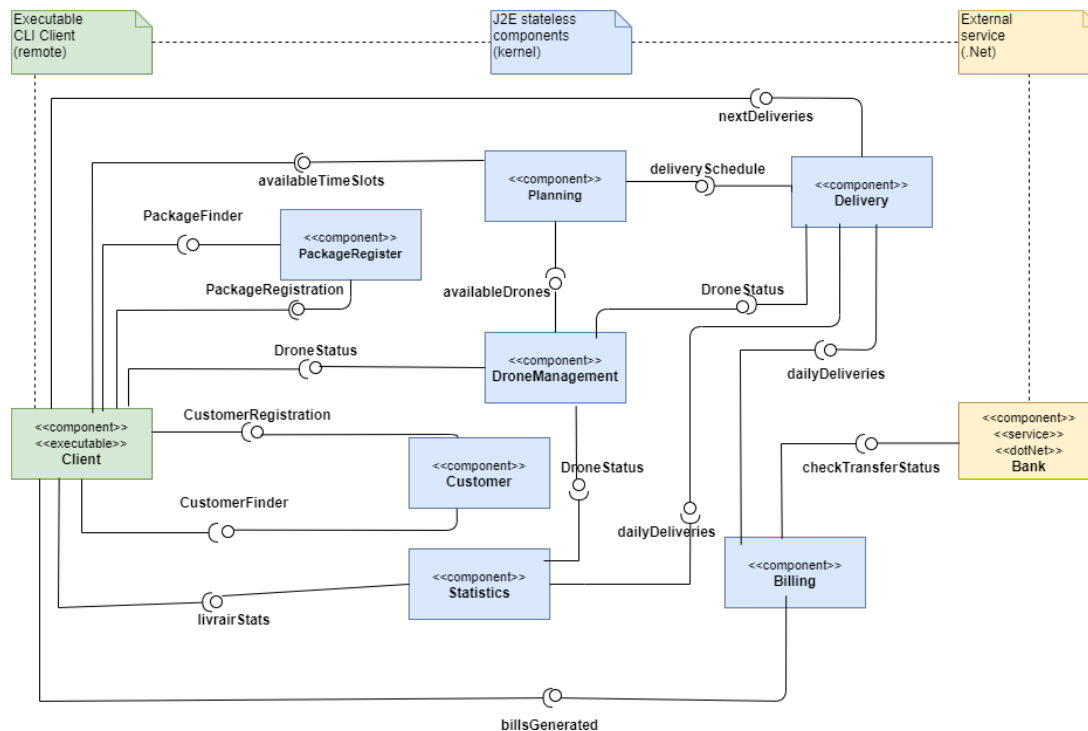 Executable
CLI Client
(remote)
J2E stateless
components
(kernel)
External
service
(.Net)
nextDeliveries
availableTimeSlots
<<component>>
Planning
deliverySchedule
<<component>>
Delivery
PackageFinder
<<component>>
PackageRegister
PackageRegistration
availableDrones
DroneStatus
DroneStatus
<<component>>
DroneManagement
dailyDeliveries
<<component>>
<<executable>>
Client
CustomerRegistration
<<component>>
<<service>>
<<dotNet>>
Bank
checkTransferStatus
DroneStatus
<<component>>
Customer
CustomerFinder
dailyDeliveries
<<component>>
Statistics
<<component>>
Billing
livrairStats
billsGenerated